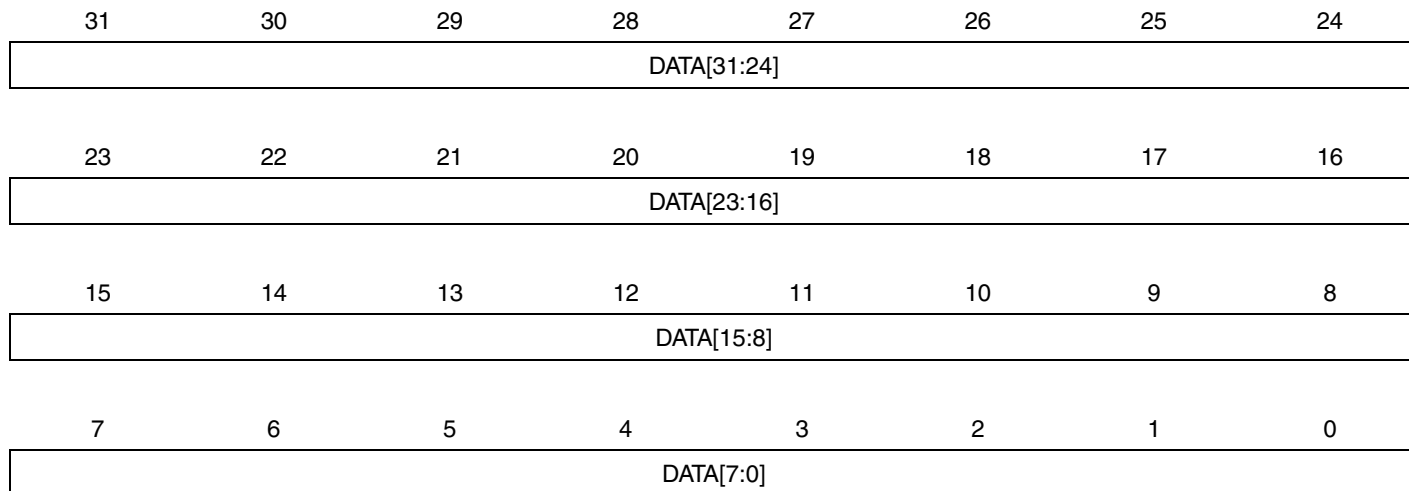 31 30 29 28 27 26 25 24
DATA[31:24]
23 22 21 20 19 18 17 16
DATA[23:16]
15 14 13 12 11 10 9 8
DATA[15:8]
7 6 5 4 3 2 1 0
DATA[7:0]